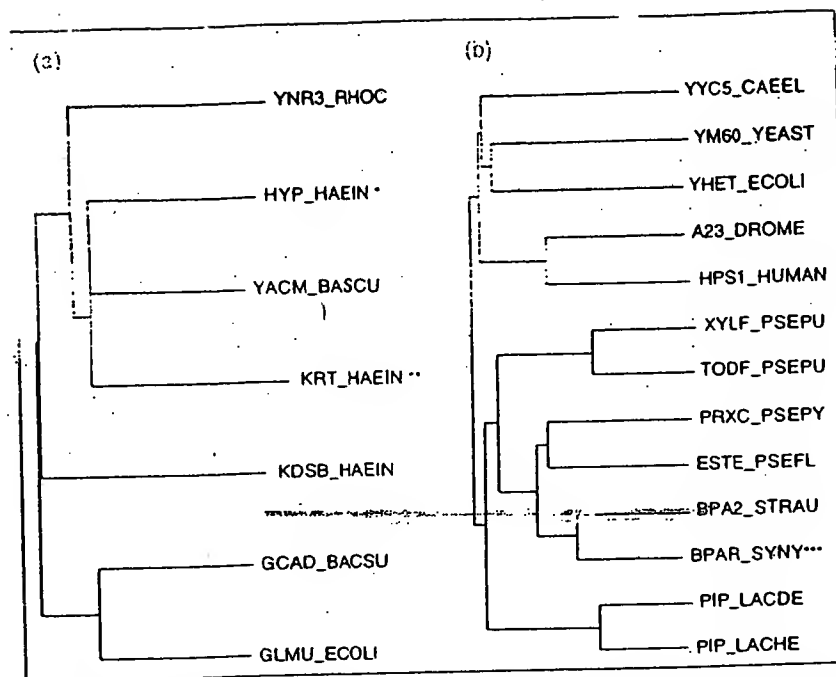 (a)
YNR3_RHOC
HYP_HAEIN *
YACM_BASCU
)
KRT_HAEIN **
KDSB_HAEIN
GCAD_BACSU
GLMU_ECOLI
(b)
YYC5_CAEEL
YM60_YEAST
YHET_ECOLI
A23_DROME
HPS1_HUMAN
XYLF_PSEPU
TODF_PSEPU
PRXC_PSEPY
ESTE_PSEFL
BPA2_STRAU
BPAR_SYNY***
PIP_LACDE
PIP_LACHE